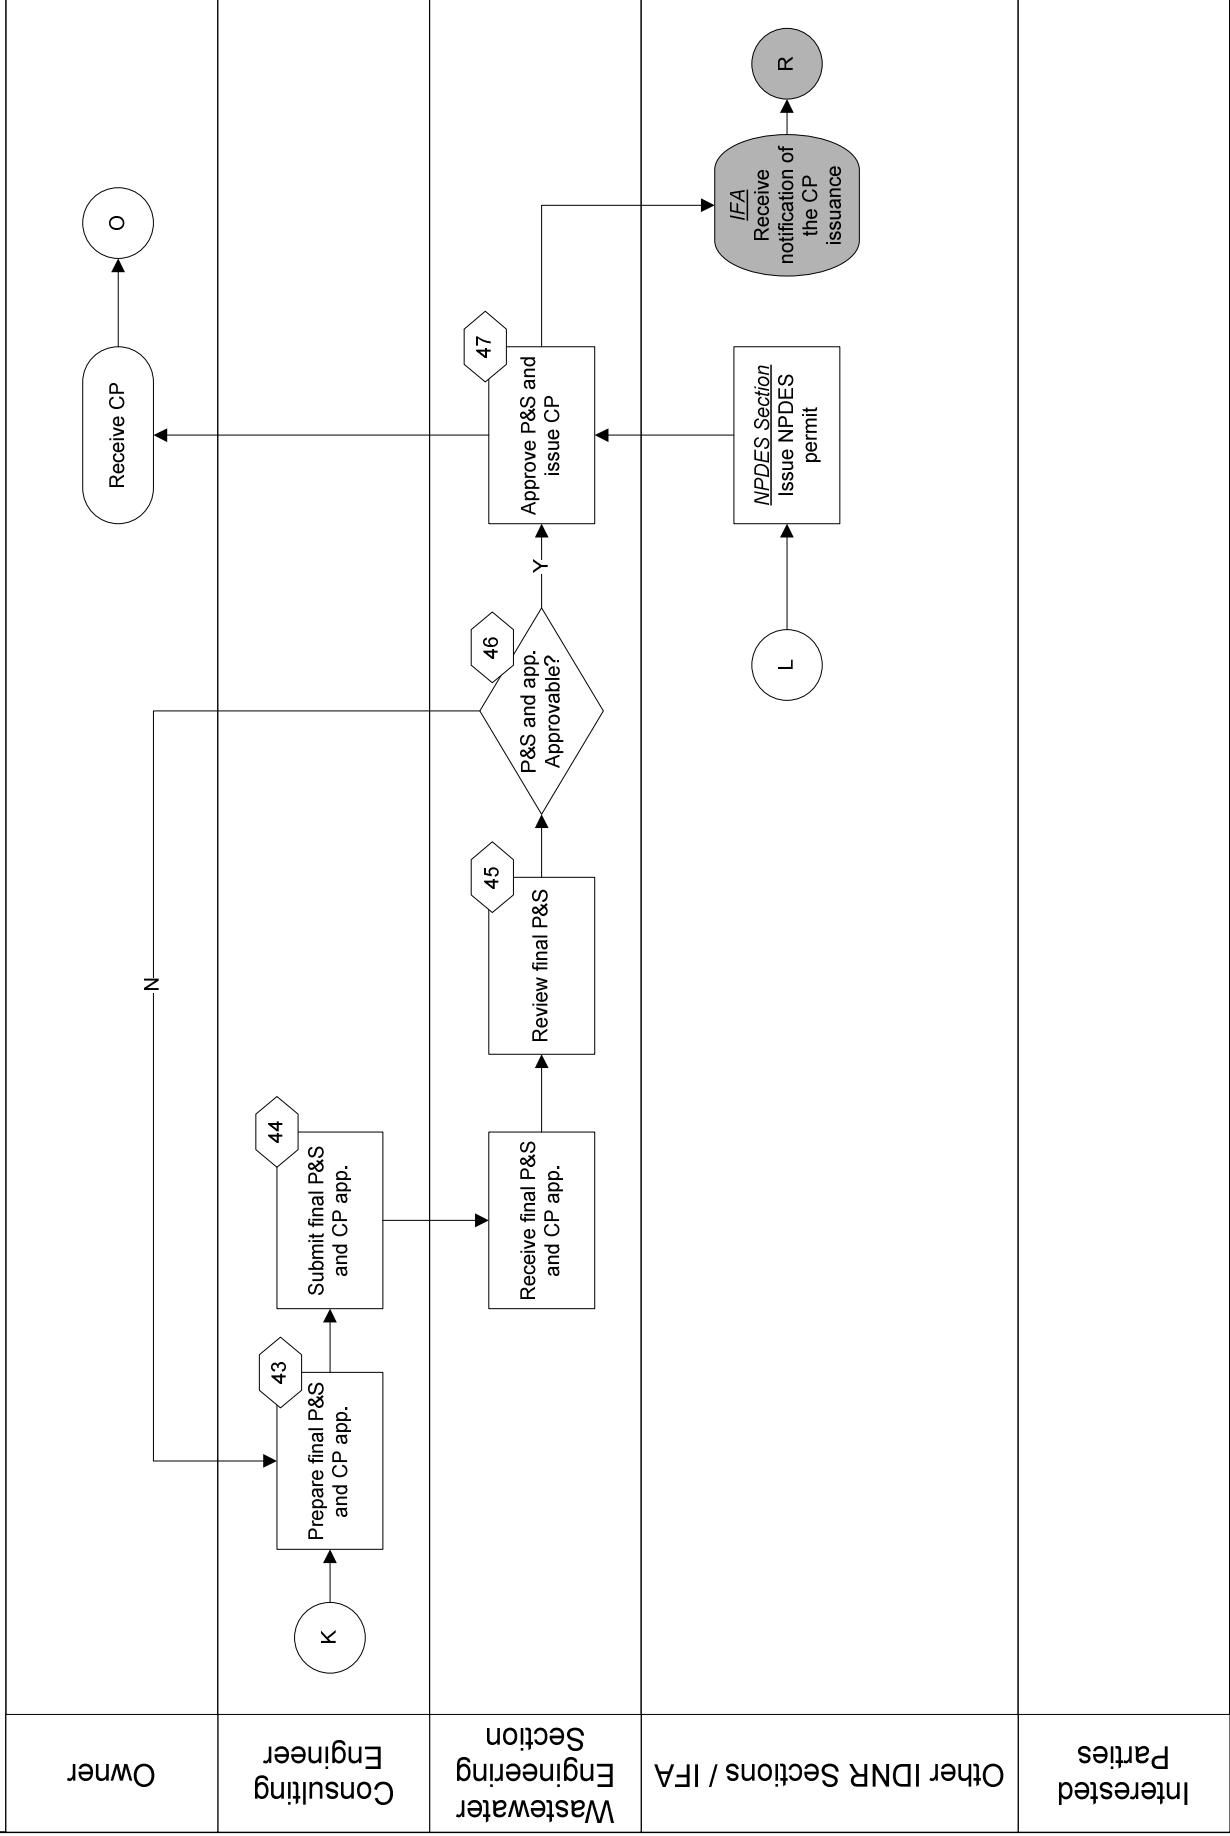 Owner
Consulting
Engineer
Wastewater
Engineering
Section
Other IDNR Sections / IFA
Interested
Parties
K
43
Prepare final P&S
and CP app.
44
Submit final P&S
and CP app.
Receive final P&S
and CP app.
45
Review final P&S
46
P&S and app.
Approvable?
N
Y
47
Approve P&S and
issue CP
Receive CP
O
L
NPDES Section
Issue NPDES
permit
IFA
Receive
notification of
the CP
issuance
R